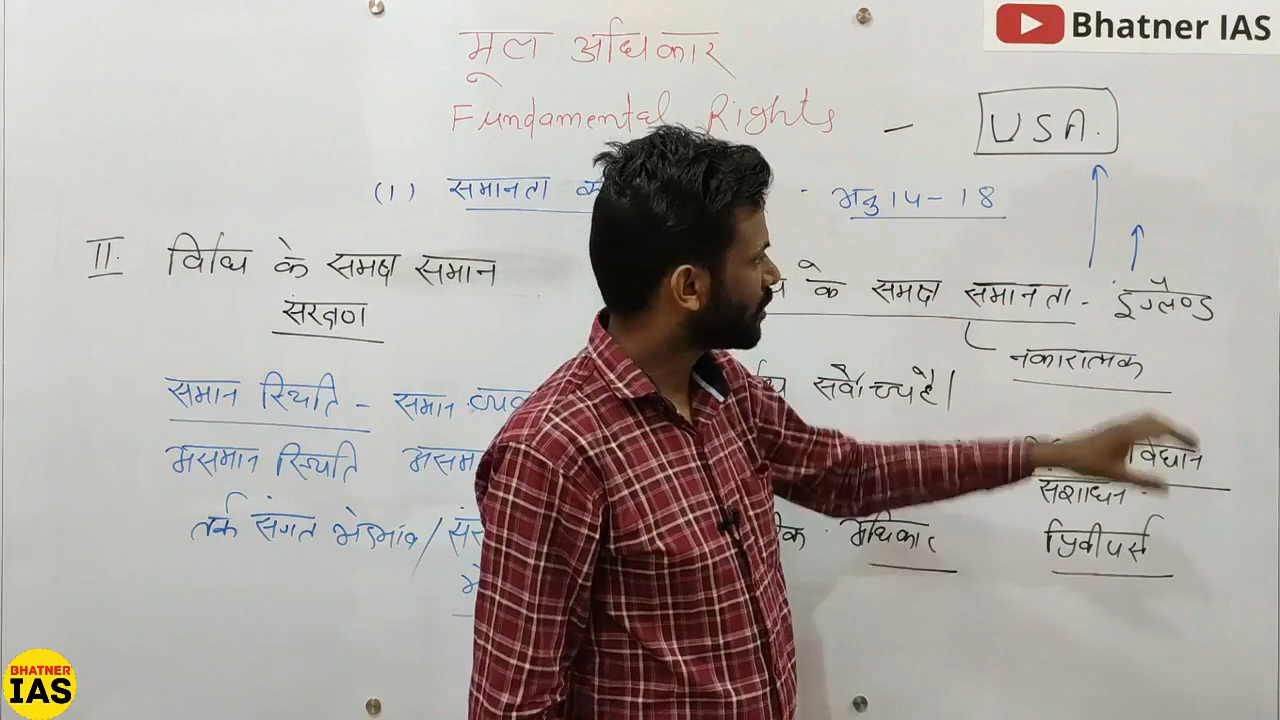 Bhatner IAS
मूल अधिकार
Fundamental Rights - USA.
(1) समानता अनु 14-18
II. विधि के समक्ष समान
संरक्षण
के समक्ष समानता - इंग्लैण्ड
नकारात्मक
समान स्थिति - समान
सर्वोच्च है।
असमान स्थिति
विधान
संशोधन.
तर्क संगत भेदभाव /
अधिकार
प्रिवीपर्स
BHATNER
IAS